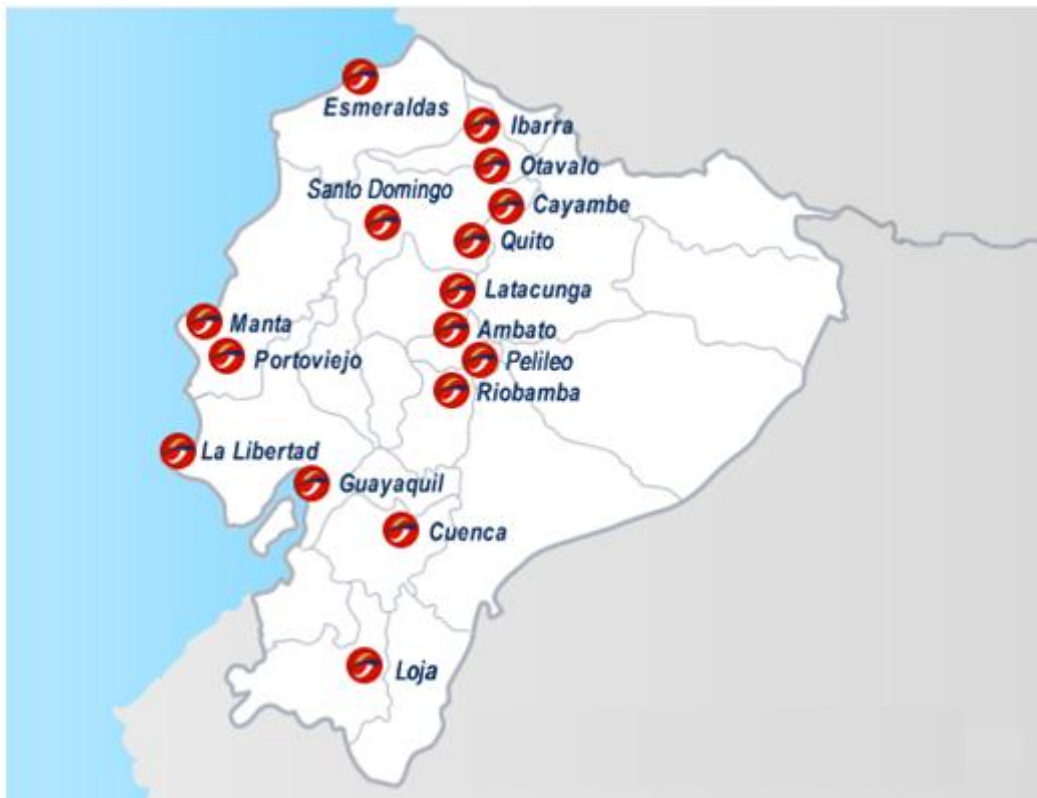 Esmeraldas
Ibarra
Otavalo
Santo Domingo
Cayambe
Quito
Latacunga
Manta
Ambato
Portoviejo
Pelileo
Riobamba
La Libertad
Guayaquil
Cuenca
Loja